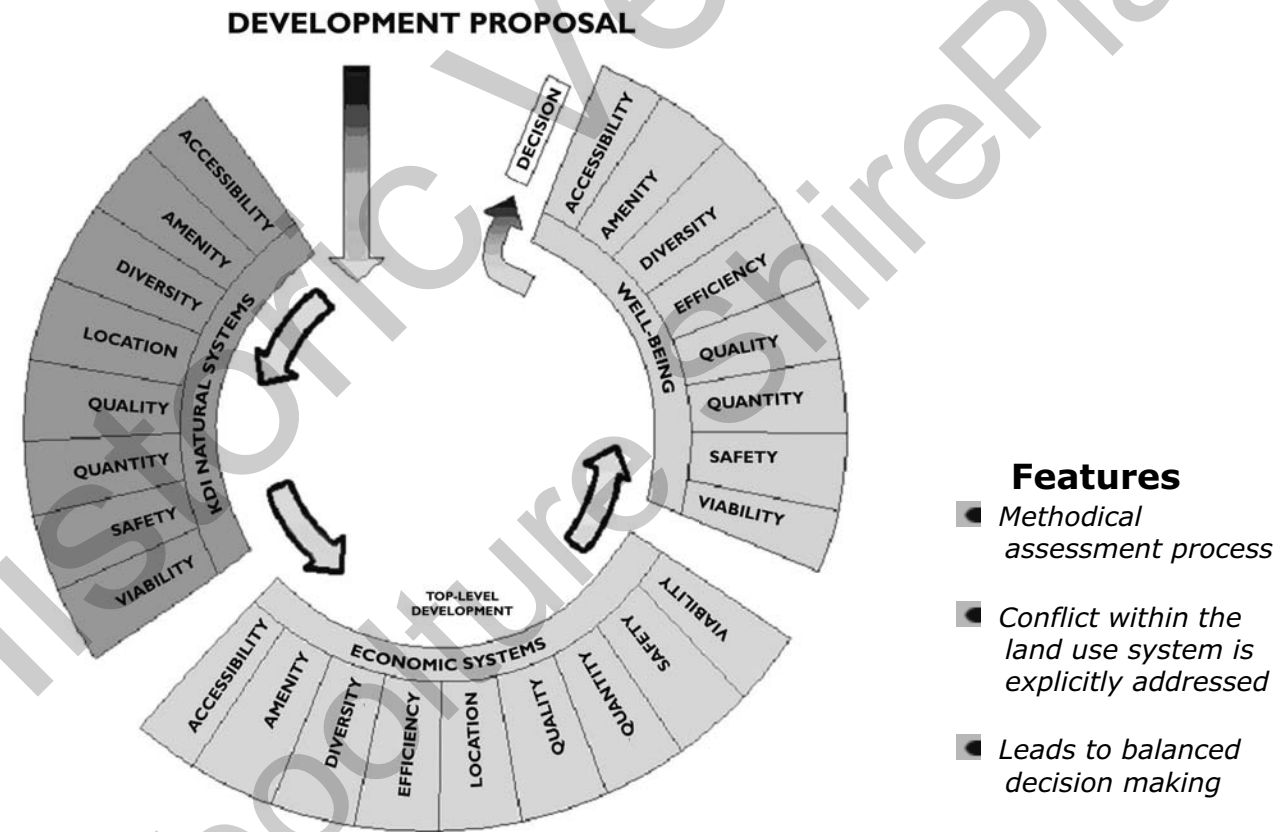 DEVELOPMENT PROPOSAL
ACCESSIBILITY
AMENITY
DIVERSITY
LOCATION
QUALITY
QUANTITY
SAFETY
VIABILITY
KDI NATURAL SYSTEMS
TOP-LEVEL
DEVELOPMENT
ECONOMIC SYSTEMS
ACCESSIBILITY
AMENITY
DIVERSITY
EFFICIENCY
LOCATION
QUALITY
QUANTITY
SAFETY
VIABILITY
WELL-BEING
ACCESSIBILITY
AMENITY
DIVERSITY
EFFICIENCY
QUALITY
QUANTITY
SAFETY
VIABILITY
DECISION
Features
Methodical
assessment process
Conflict within the
land use system is
explicitly addressed
Leads to balanced
decision making